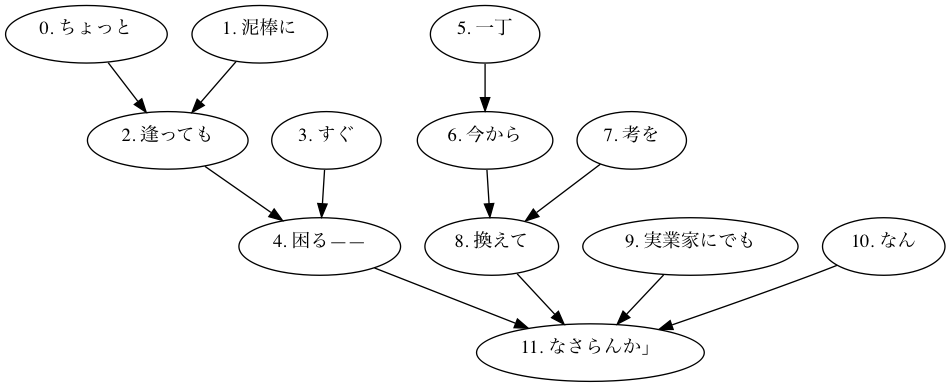 0. ちょっと
1. 泥棒に
5. 一丁
2. 逢っても
3. すぐ
6. 今から
7. 考を
4. 困る――
8. 換えて
9. 実業家にでも
10. なん
11. なさらんか」